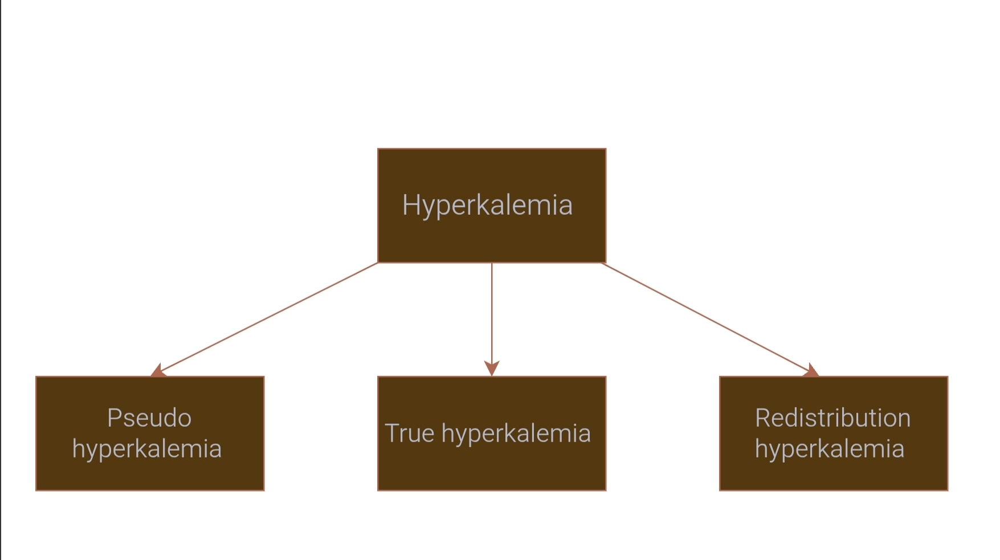 Hyperkalemia
Pseudo
hyperkalemia
True hyperkalemia
Redistribution
hyperkalemia